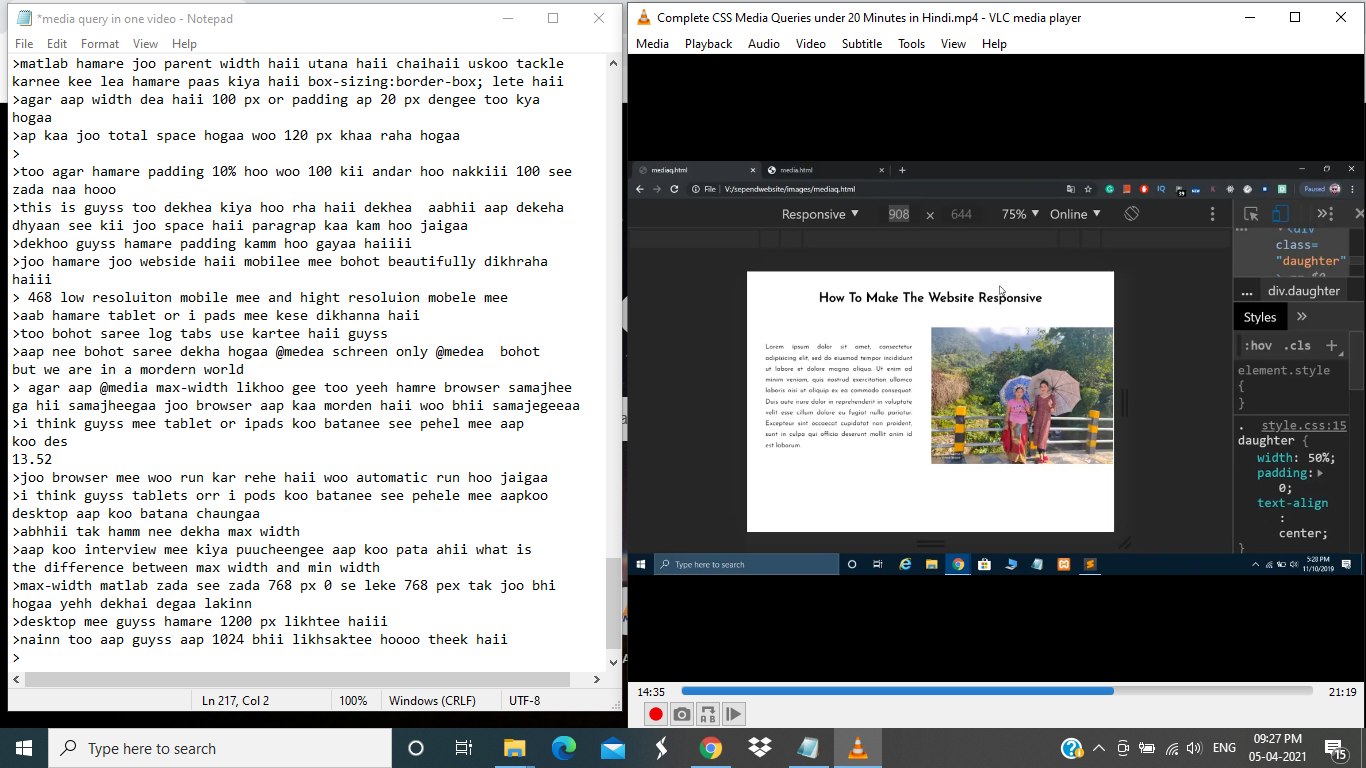 *media query in one video - Notepad
File Edit Format View Help
>matlab hamare joo parent width haii utana haii chaihaii uskoo tackle
karnee kee lea hamare paas kiya haii box-sizing:border-box; lete haii
>agar aap width dea haii 100 px or padding ap 20 px dengee too kya
hogaa
>ap kaa joo total space hogaa woo 120 px khaa raha hogaa
>
>too agar hamare padding 10% hoo woo 100 kii andar hoo nakkiii 100 see
zada naa hooo
>this is guyss too dekhea kiya hoo rha haii dekhea  aabhii aap dekeha
dhyaan see kii joo space haii paragrap kaa kam hoo jaigaa
>dekhoo guyss hamare padding kamm hoo gayaa haiiii
>joo hamare joo webside haii mobilee mee bohot beautifully dikhraha
haiii
> 468 low resoluiton mobile mee and hight resoluion mobele mee
>aab hamare tablet or i pads mee kese dikhanna haii
>too bohot saree log tabs use kartee haii guyss
>aap nee bohot saree dekha hogaa @medea schreen only @medea  bohot
but we are in a mordern world
> agar aap @media max-width likhoo gee too yeeh hamre browser samajhee
ga hii samajheegaa joo browser aap kaa morden haii woo bhii samajegeeaa
>i think guyss mee tablet or ipads koo batanee see pehel mee aap
koo des
13.52
>joo browser mee woo run kar rehe haii woo automatic run hoo jaigaa
>i think guyss tablets orr i pods koo batanee see pehele mee aapkoo
desktop aap koo batana chaungaa
>abhhii tak hamm nee dekha max width
>aap koo interview mee kiya puucheengee aap koo pata ahii what is
the difference between max width and min width
>max-width matlab zada see zada 768 px 0 se leke 768 pex tak joo bhi
hogaa yehh dekhai degaa lakinn
>desktop mee guyss hamare 1200 px likhtee haiii
>nainn too aap guyss aap 1024 bhii likhsaktee hoooo theek haii
>
Ln 217, Col 2 100% Windows (CRLF) UTF-8
Complete CSS Media Queries under 20 Minutes in Hindi.mp4 - VLC media player
Media Playback Audio Video Subtitle Tools View Help
mediaq.html media.html
File V:/sependwebsite/images/mediaq.html Paused
Responsive 908 × 644 75% Online
How To Make The Website Responsive
Lorem ipsum dolor sit amet, consectetur
adipisicing elit, sed do eiusmod tempor incididunt
ut labore et dolore magna aliqua. Ut enim ad
minim veniam, quis nostrud exercitation ullamco
laboris nisi ut aliquip ex ea commodo consequat.
Duis aute irure dolor in reprehenderit in voluptate
velit esse cillum dolore eu fugiat nulla pariatur.
Excepteur sint occaecat cupidatat non proident,
sunt in culpa qui officia deserunt mollit anim id
est laborum.
<div
class=
"daughter"
... div.daughter
Styles »
:hov .cls +
element.style
{
}
. style.css:15
daughter {
width: 50%;
padding:
0;
text-align
:
center;
}
Type here to search
5:28 PM
11/10/2019
14:35 21:19
Type here to search
ENG
09:27 PM
05-04-2021
15